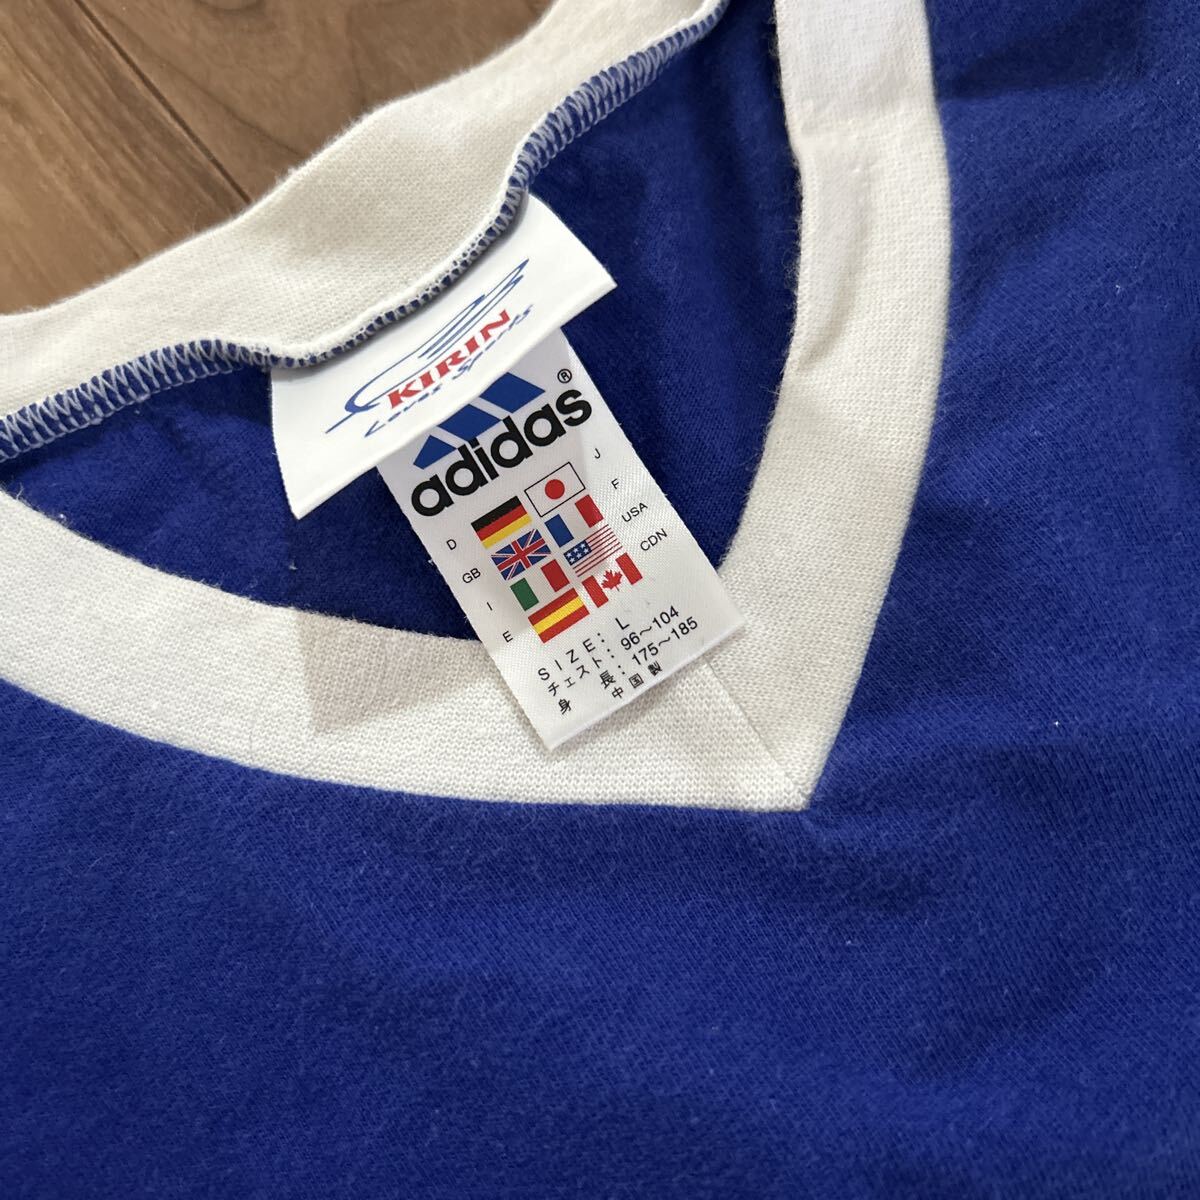 KIRIN
Loves Sports
adidas®
J
D
F
GB
USA
I
CDN
E
SIZE: L
チェスト: 96～104
身長: 175～185
中国製